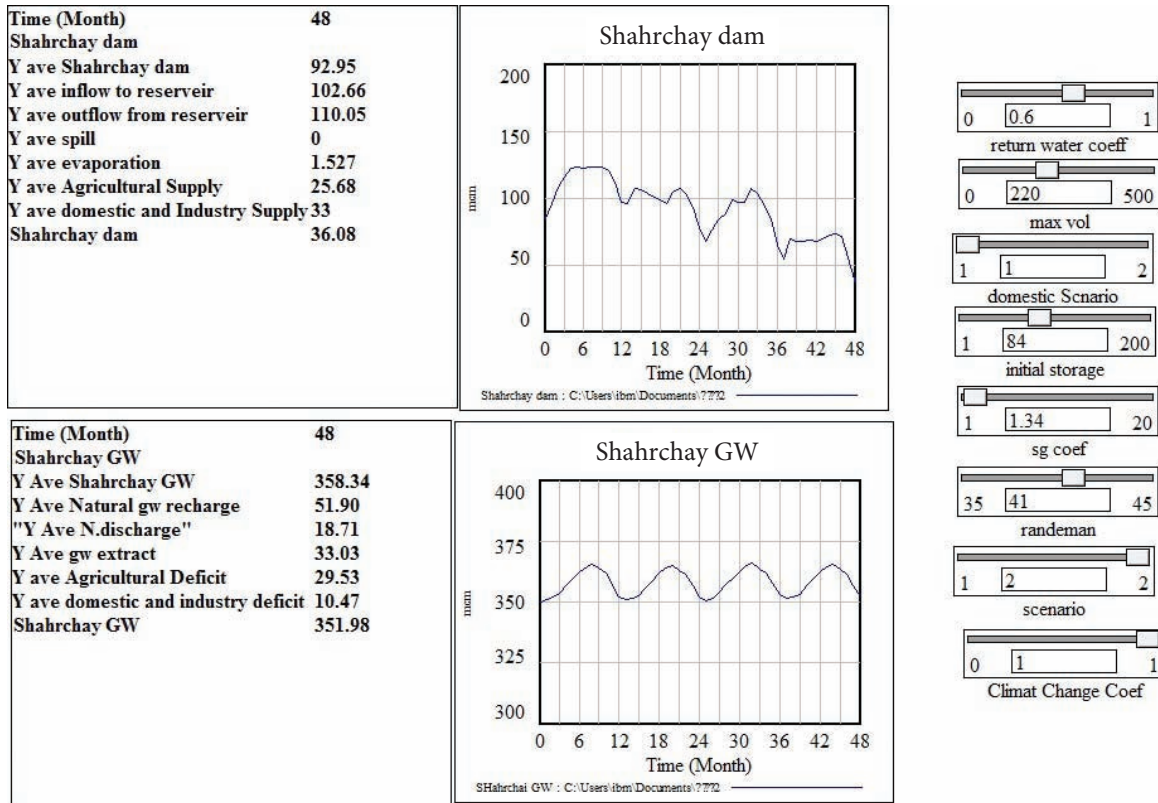 Time (Month) 48
Shahrchay dam
Y ave Shahrchay dam 92.95
Y ave inflow to reserveir 102.66
Y ave outflow from reserveir 110.05
Y ave spill 0
Y ave evaporation 1.527
Y ave Agricultural Supply 25.68
Y ave domestic and Industry Supply 33
Shahrchay dam 36.08
Shahrchay dam
200
150
100
50
0
mcm
0 6 12 18 24 30 36 42 48
Time (Month)
Shahrchay dam : C:\Users\ibm\Documents\????2
Time (Month) 48
Shahrchay GW
Y Ave Shahrchay GW 358.34
Y Ave Natural gw recharge 51.90
"Y Ave N.discharge" 18.71
Y Ave gw extract 33.03
Y ave Agricultural Deficit 29.53
Y ave domestic and industry deficit 10.47
Shahrchay GW 351.98
Shahrchay GW
400
375
350
325
300
mcm
0 6 12 18 24 30 36 42 48
Time (Month)
SHahrchai GW : C:\Users\ibm\Documents\????2
0 0.6 1
return water coeff
0 220 500
max vol
1 1 2
domestic Scnario
1 84 200
initial storage
1 1.34 20
sg coef
35 41 45
randeman
1 2 2
scenario
0 1 1
Climat Change Coef